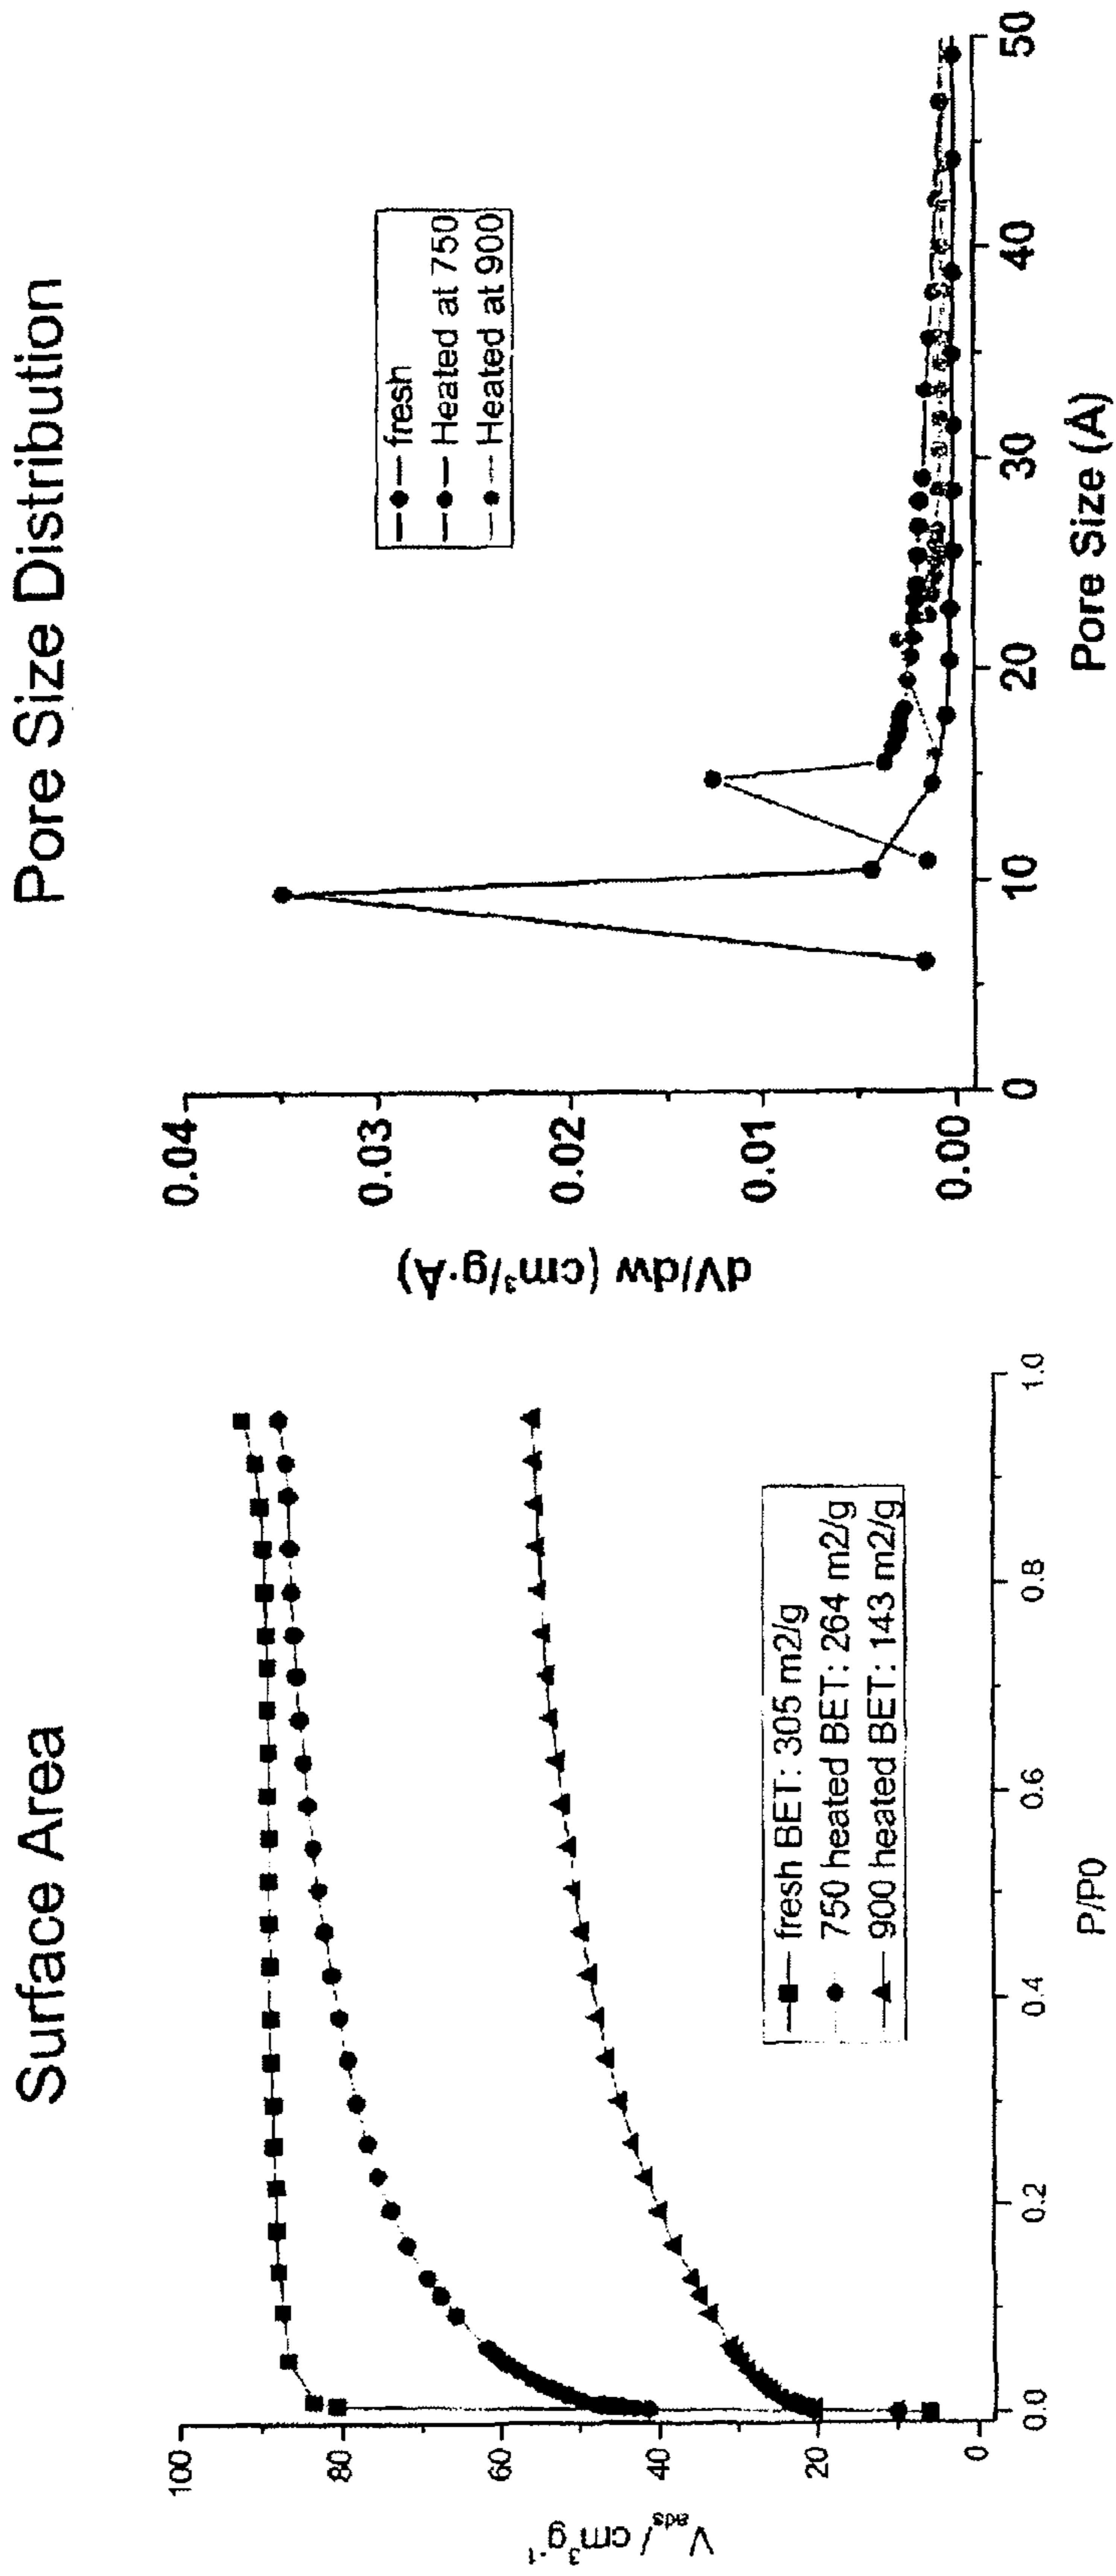 Surface Area
100
80
60
40
20
0
V_ads / cm³g⁻¹
0.0
0.2
0.4
0.6
0.8
1.0
P/P0
fresh BET: 305 m2/g
750 heated BET: 264 m2/g
900 heated BET: 143 m2/g
Pore Size Distribution
0.04
0.03
0.02
0.01
0.00
dV/dw (cm³/g·Å)
0
10
20
30
40
50
Pore Size (Å)
fresh
Heated at 750
Heated at 900